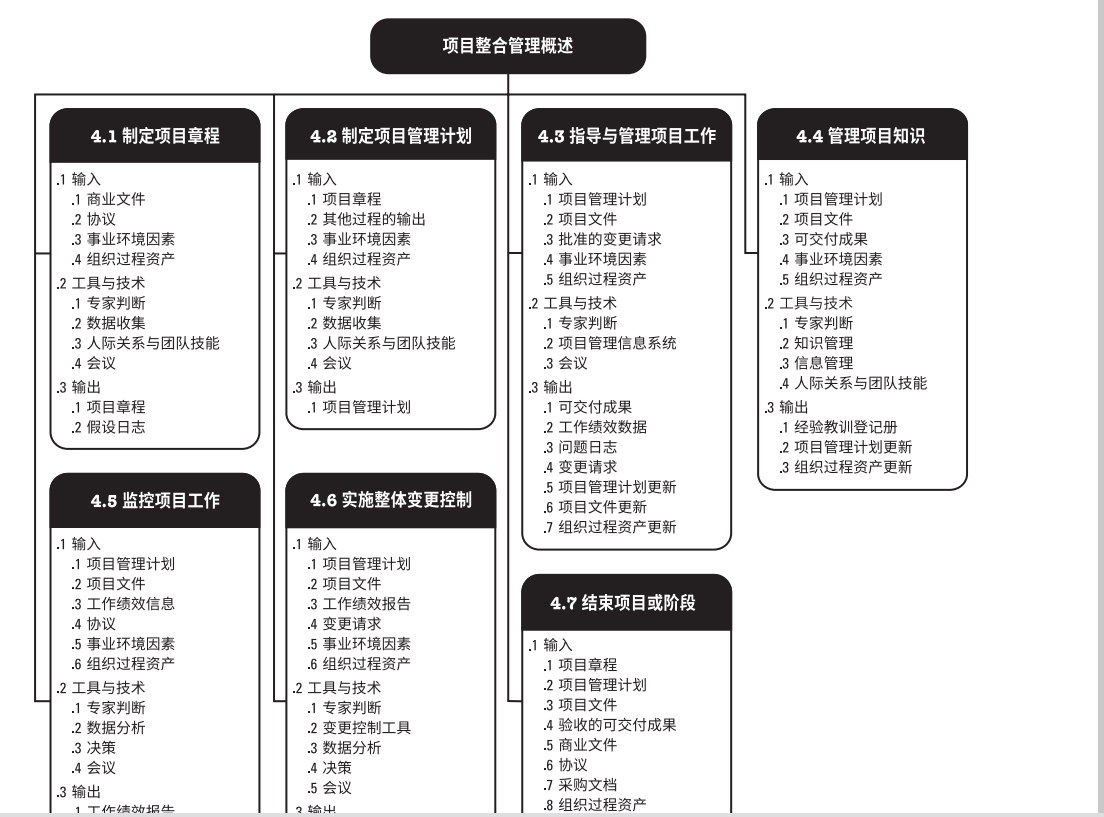 项目整合管理概述
4.1 制定项目章程
.1 输入
.1 商业文件
.2 协议
.3 事业环境因素
.4 组织过程资产
.2 工具与技术
.1 专家判断
.2 数据收集
.3 人际关系与团队技能
.4 会议
.3 输出
.1 项目章程
.2 假设日志
4.2 制定项目管理计划
.1 输入
.1 项目章程
.2 其他过程的输出
.3 事业环境因素
.4 组织过程资产
.2 工具与技术
.1 专家判断
.2 数据收集
.3 人际关系与团队技能
.4 会议
.3 输出
.1 项目管理计划
4.3 指导与管理项目工作
.1 输入
.1 项目管理计划
.2 项目文件
.3 批准的变更请求
.4 事业环境因素
.5 组织过程资产
.2 工具与技术
.1 专家判断
.2 项目管理信息系统
.3 会议
.3 输出
.1 可交付成果
.2 工作绩效数据
.3 问题日志
.4 变更请求
.5 项目管理计划更新
.6 项目文件更新
.7 组织过程资产更新
4.4 管理项目知识
.1 输入
.1 项目管理计划
.2 项目文件
.3 可交付成果
.4 事业环境因素
.5 组织过程资产
.2 工具与技术
.1 专家判断
.2 知识管理
.3 信息管理
.4 人际关系与团队技能
.3 输出
.1 经验教训登记册
.2 项目管理计划更新
.3 组织过程资产更新
4.5 监控项目工作
.1 输入
.1 项目管理计划
.2 项目文件
.3 工作绩效信息
.4 协议
.5 事业环境因素
.6 组织过程资产
.2 工具与技术
.1 专家判断
.2 数据分析
.3 决策
.4 会议
.3 输出
.1 工作绩效报告
4.6 实施整体变更控制
.1 输入
.1 项目管理计划
.2 项目文件
.3 工作绩效报告
.4 变更请求
.5 事业环境因素
.6 组织过程资产
.2 工具与技术
.1 专家判断
.2 变更控制工具
.3 数据分析
.4 决策
.5 会议
.3 输出
4.7 结束项目或阶段
.1 输入
.1 项目章程
.2 项目管理计划
.3 项目文件
.4 验收的可交付成果
.5 商业文件
.6 协议
.7 采购文档
.8 组织过程资产